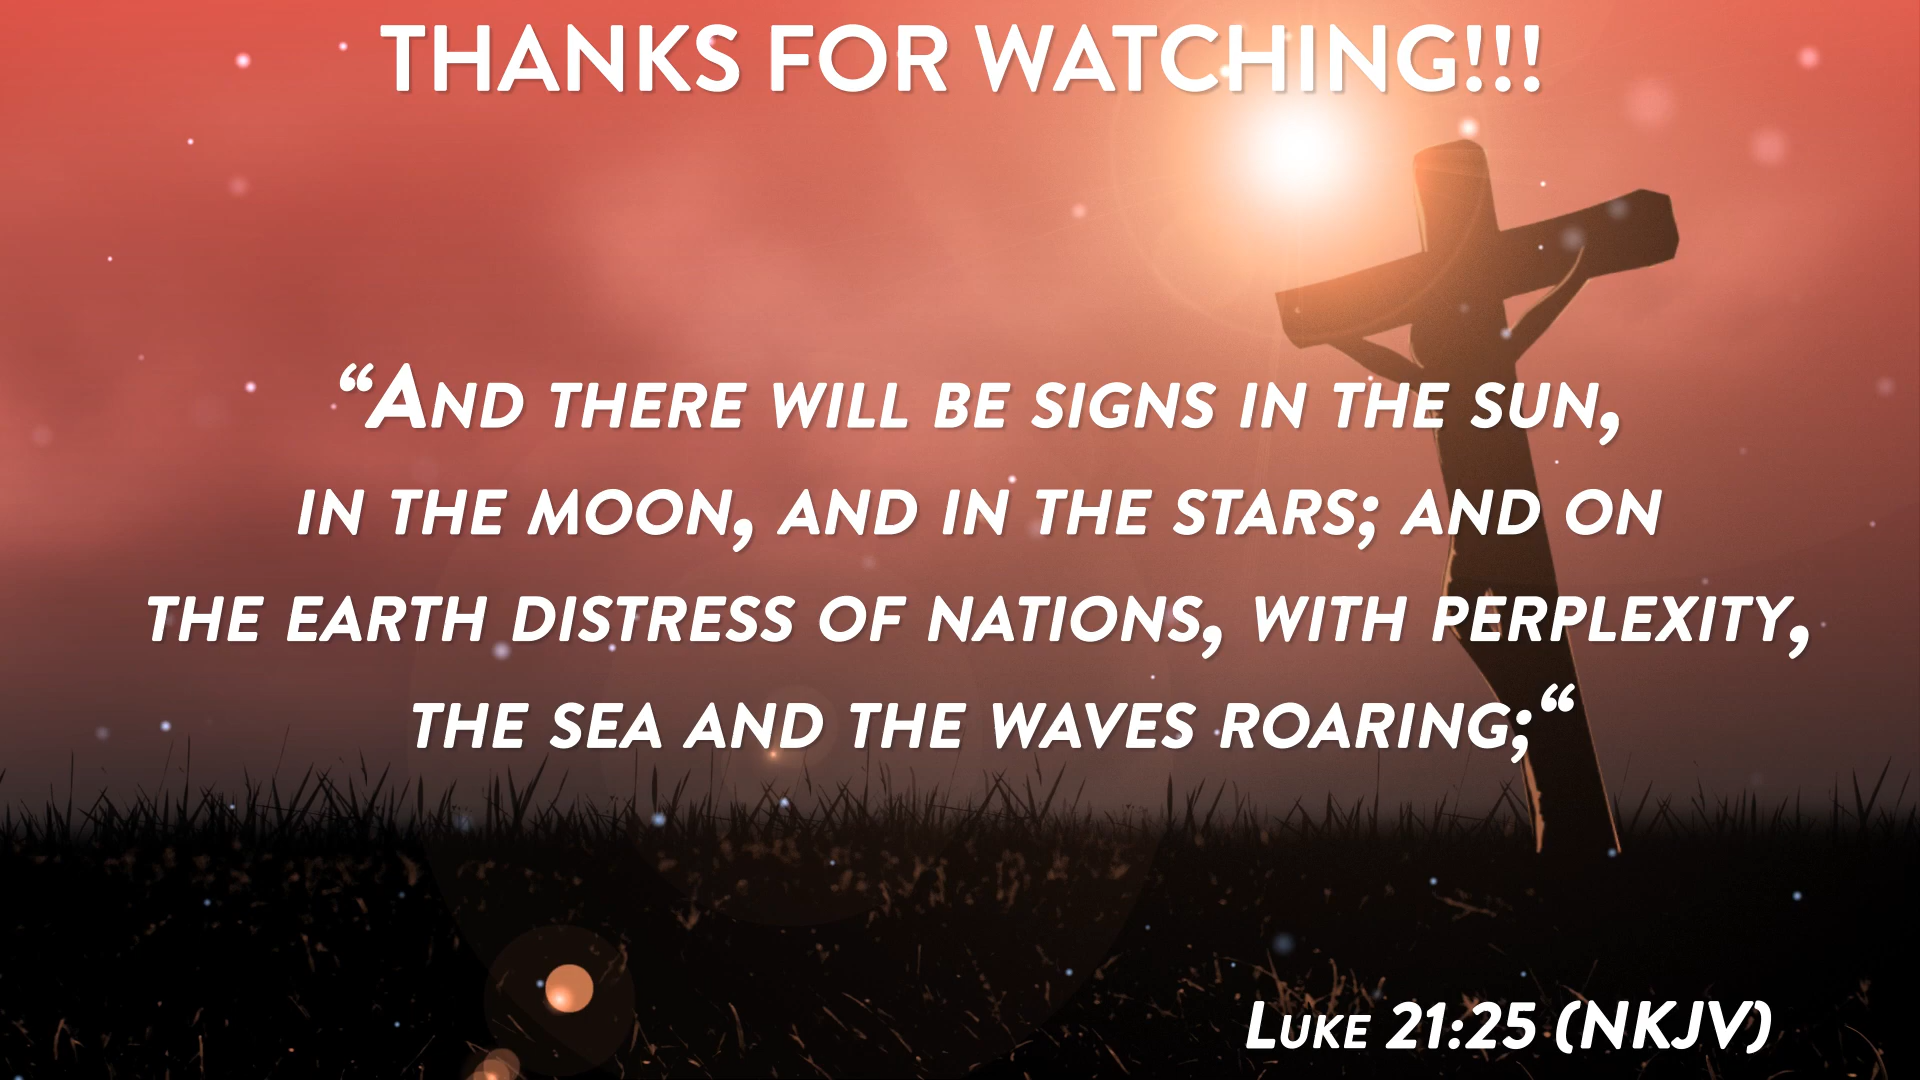 THANKS FOR WATCHING!!!
“And there will be signs in the sun,
in the moon, and in the stars; and on
the earth distress of nations, with perplexity,
the sea and the waves roaring;“
Luke 21:25 (NKJV)